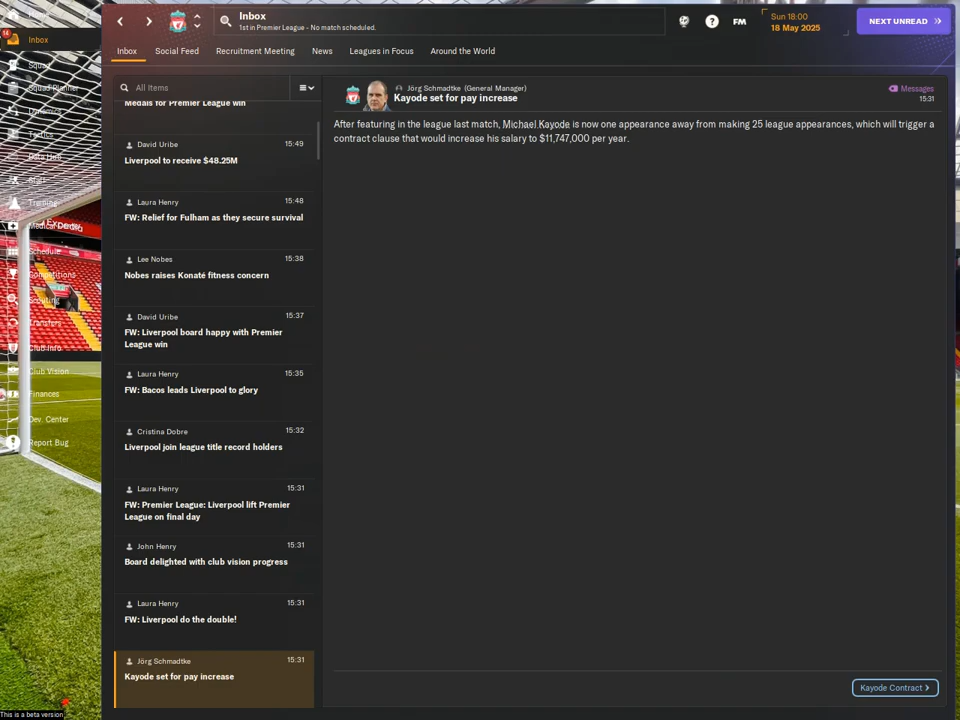 Inbox
1st in Premier League - No match scheduled.
?
FM
Sun 18:00
18 May 2025
NEXT UNREAD
14
Inbox
Inbox
Social Feed
Recruitment Meeting
News
Leagues in Focus
Around the World
Squad
Squad Planner
Tactics
Training
Schedule
Competitions
Scouting
Transfers
Club Info
Club Vision
Finances
Dev. Center
Report Bug
This is a beta version
All Items
Medals for Premier League win
David Uribe
15:49
Liverpool to receive $48.25M
Laura Henry
15:48
FW: Relief for Fulham as they secure survival
Lee Nobes
15:38
Nobes raises Konaté fitness concern
David Uribe
15:37
FW: Liverpool board happy with Premier
League win
Laura Henry
15:35
FW: Bacos leads Liverpool to glory
Cristina Dobre
15:32
Liverpool join league title record holders
Laura Henry
15:31
FW: Premier League: Liverpool lift Premier
League on final day
John Henry
15:31
Board delighted with club vision progress
Laura Henry
15:31
FW: Liverpool do the double!
Jörg Schmadtke
15:31
Kayode set for pay increase
Jörg Schmadtke (General Manager)
Kayode set for pay increase
Messages
15:31
After featuring in the league last match, Michael Kayode is now one appearance away from making 25 league appearances, which will trigger a
contract clause that would increase his salary to $11,747,000 per year.
Kayode Contract